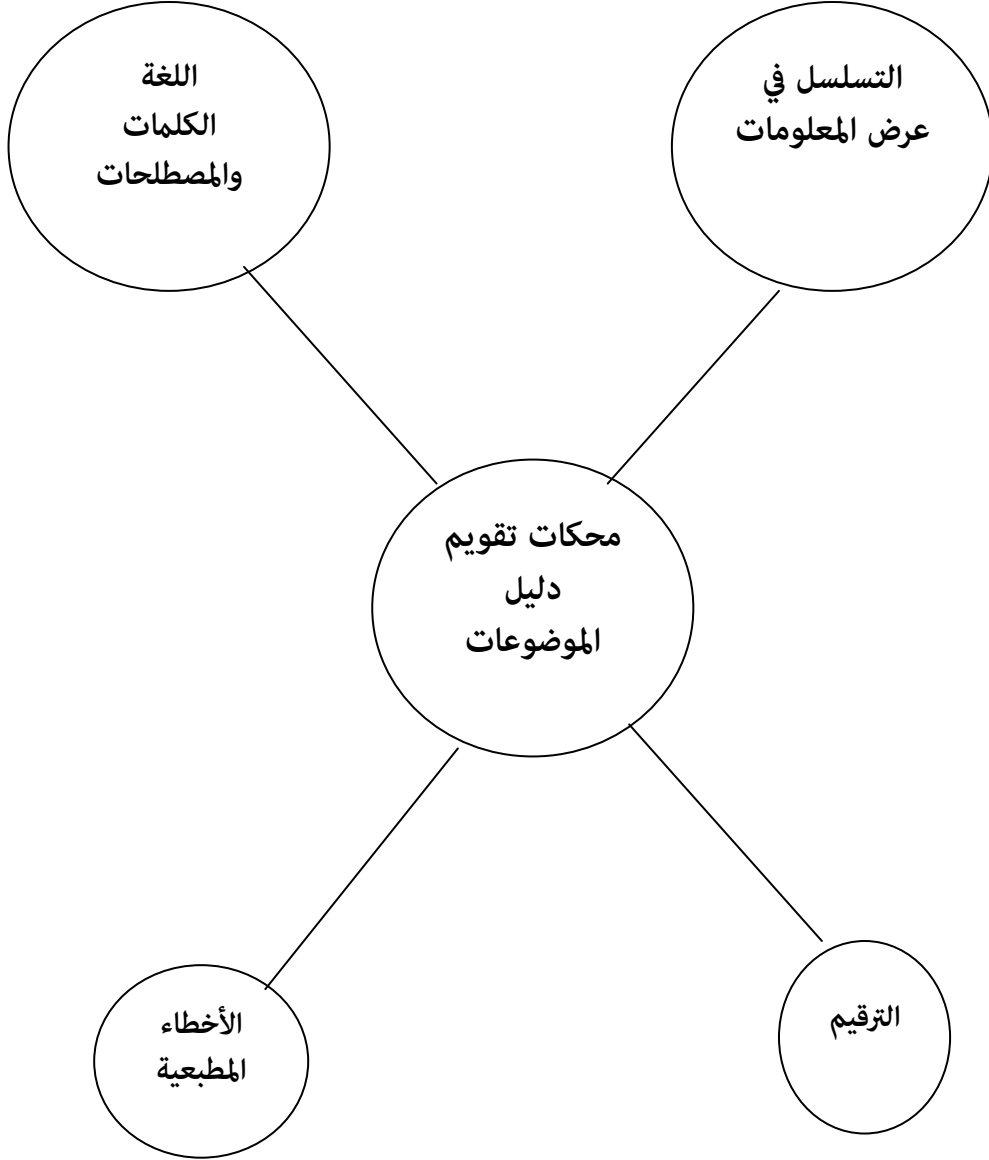 التسلسل في
عرض المعلومات
اللغة
الكلمات
والمصطلحات
محكات تقويم
دليل
الموضوعات
الترقيم
الأخطاء
المطبعية